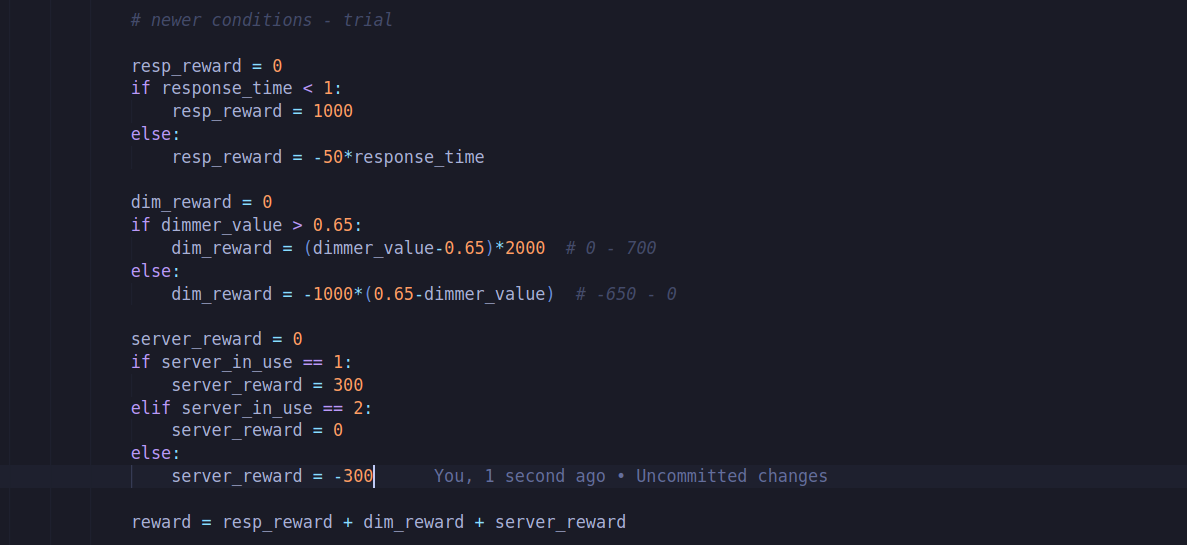 # newer conditions - trial
resp_reward = 0
if response_time < 1:
resp_reward = 1000
else:
resp_reward = -50*response_time
dim_reward = 0
if dimmer_value > 0.65:
dim_reward = (dimmer_value-0.65)*2000  # 0 - 700
else:
dim_reward = -1000*(0.65-dimmer_value)  # -650 - 0
server_reward = 0
if server_in_use == 1:
server_reward = 300
elif server_in_use == 2:
server_reward = 0
else:
server_reward = -300 You, 1 second ago • Uncommitted changes
reward = resp_reward + dim_reward + server_reward